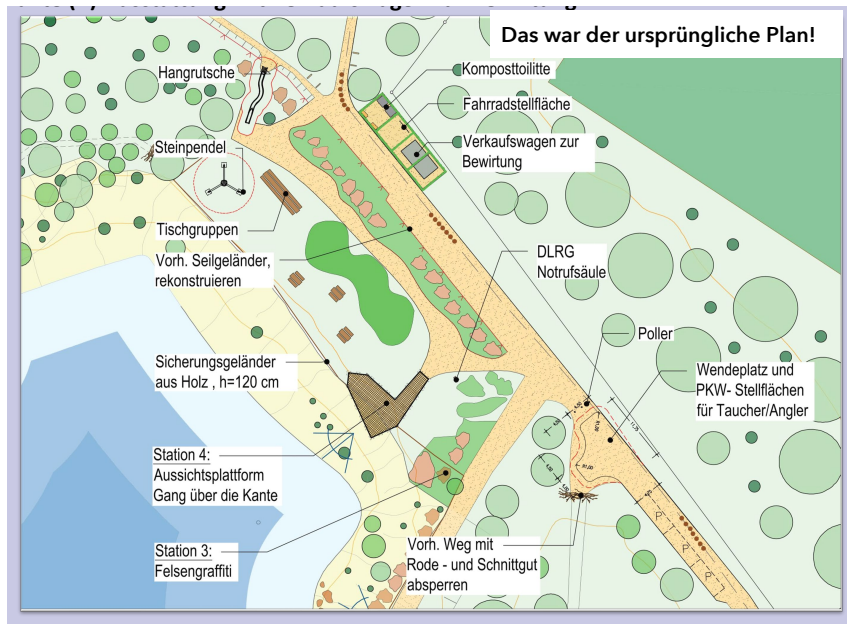 Das war der ursprüngliche Plan!
Hangrutsche
Komposttoilitte
Fahrradstellfläche
Verkaufswagen zur
Bewirtung
Steinpendel
Tischgruppen
Vorh. Seilgeländer,
rekonstruieren
DLRG
Notrufsäule
Poller
Wendeplatz und
PKW- Stellflächen
für Taucher/Angler
Sicherungsgeländer
aus Holz , h=120 cm
Station 4:
Aussichtsplattform
Gang über die Kante
Station 3:
Felsengraffiti
Vorh. Weg mit
Rode - und Schnittgut
absperren
P
P
P